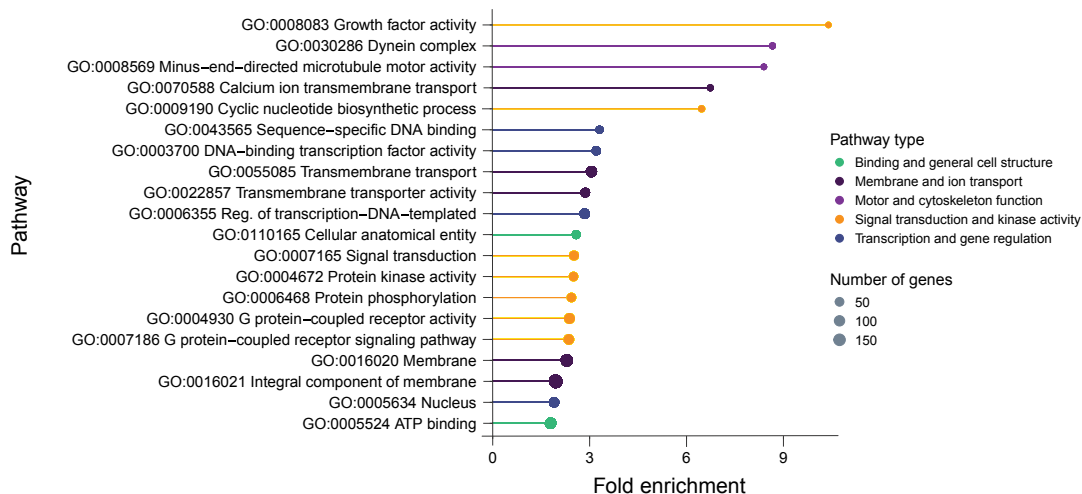 Pathway
GO:0008083 Growth factor activity
GO:0030286 Dynein complex
GO:0008569 Minus−end−directed microtubule motor activity
GO:0070588 Calcium ion transmembrane transport
GO:0009190 Cyclic nucleotide biosynthetic process
GO:0043565 Sequence−specific DNA binding
GO:0003700 DNA−binding transcription factor activity
GO:0055085 Transmembrane transport
GO:0022857 Transmembrane transporter activity
GO:0006355 Reg. of transcription−DNA−templated
GO:0110165 Cellular anatomical entity
GO:0007165 Signal transduction
GO:0004672 Protein kinase activity
GO:0006468 Protein phosphorylation
GO:0004930 G protein−coupled receptor activity
GO:0007186 G protein−coupled receptor signaling pathway
GO:0016020 Membrane
GO:0016021 Integral component of membrane
GO:0005634 Nucleus
GO:0005524 ATP binding
0 3 6 9
Fold enrichment
Pathway type
Binding and general cell structure
Membrane and ion transport
Motor and cytoskeleton function
Signal transduction and kinase activity
Transcription and gene regulation
Number of genes
50
100
150